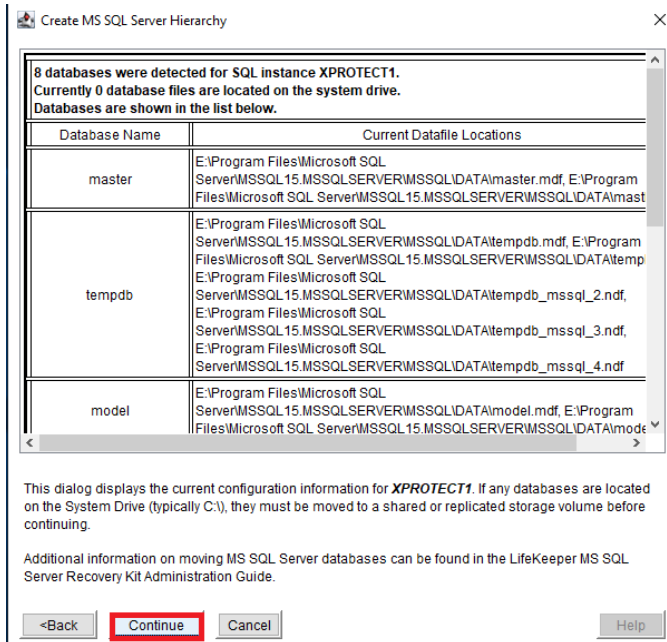 Create MS SQL Server Hierarchy
8 databases were detected for SQL instance XPROTECT1.
Currently 0 database files are located on the system drive.
Databases are shown in the list below.
Database Name
Current Datafile Locations
master
E:\Program Files\Microsoft SQL
Server\MSSQL15.MSSQLSERVER\MSSQL\DATA\master.mdf, E:\Program
Files\Microsoft SQL Server\MSSQL15.MSSQLSERVER\MSSQL\DATA\mast
tempdb
E:\Program Files\Microsoft SQL
Server\MSSQL15.MSSQLSERVER\MSSQL\DATA\tempdb.mdf, E:\Program
Files\Microsoft SQL Server\MSSQL15.MSSQLSERVER\MSSQL\DATA\temp
E:\Program Files\Microsoft SQL
Server\MSSQL15.MSSQLSERVER\MSSQL\DATA\tempdb_mssql_2.ndf,
E:\Program Files\Microsoft SQL
Server\MSSQL15.MSSQLSERVER\MSSQL\DATA\tempdb_mssql_3.ndf,
E:\Program Files\Microsoft SQL
Server\MSSQL15.MSSQLSERVER\MSSQL\DATA\tempdb_mssql_4.ndf
model
E:\Program Files\Microsoft SQL
Server\MSSQL15.MSSQLSERVER\MSSQL\DATA\model.mdf, E:\Program
Files\Microsoft SQL Server\MSSQL15.MSSQLSERVER\MSSQL\DATA\mode
This dialog displays the current configuration information for XPROTECT1. If any databases are located
on the System Drive (typically C:\), they must be moved to a shared or replicated storage volume before
continuing.
Additional information on moving MS SQL Server databases can be found in the LifeKeeper MS SQL
Server Recovery Kit Administration Guide.
<Back
Continue
Cancel
Help